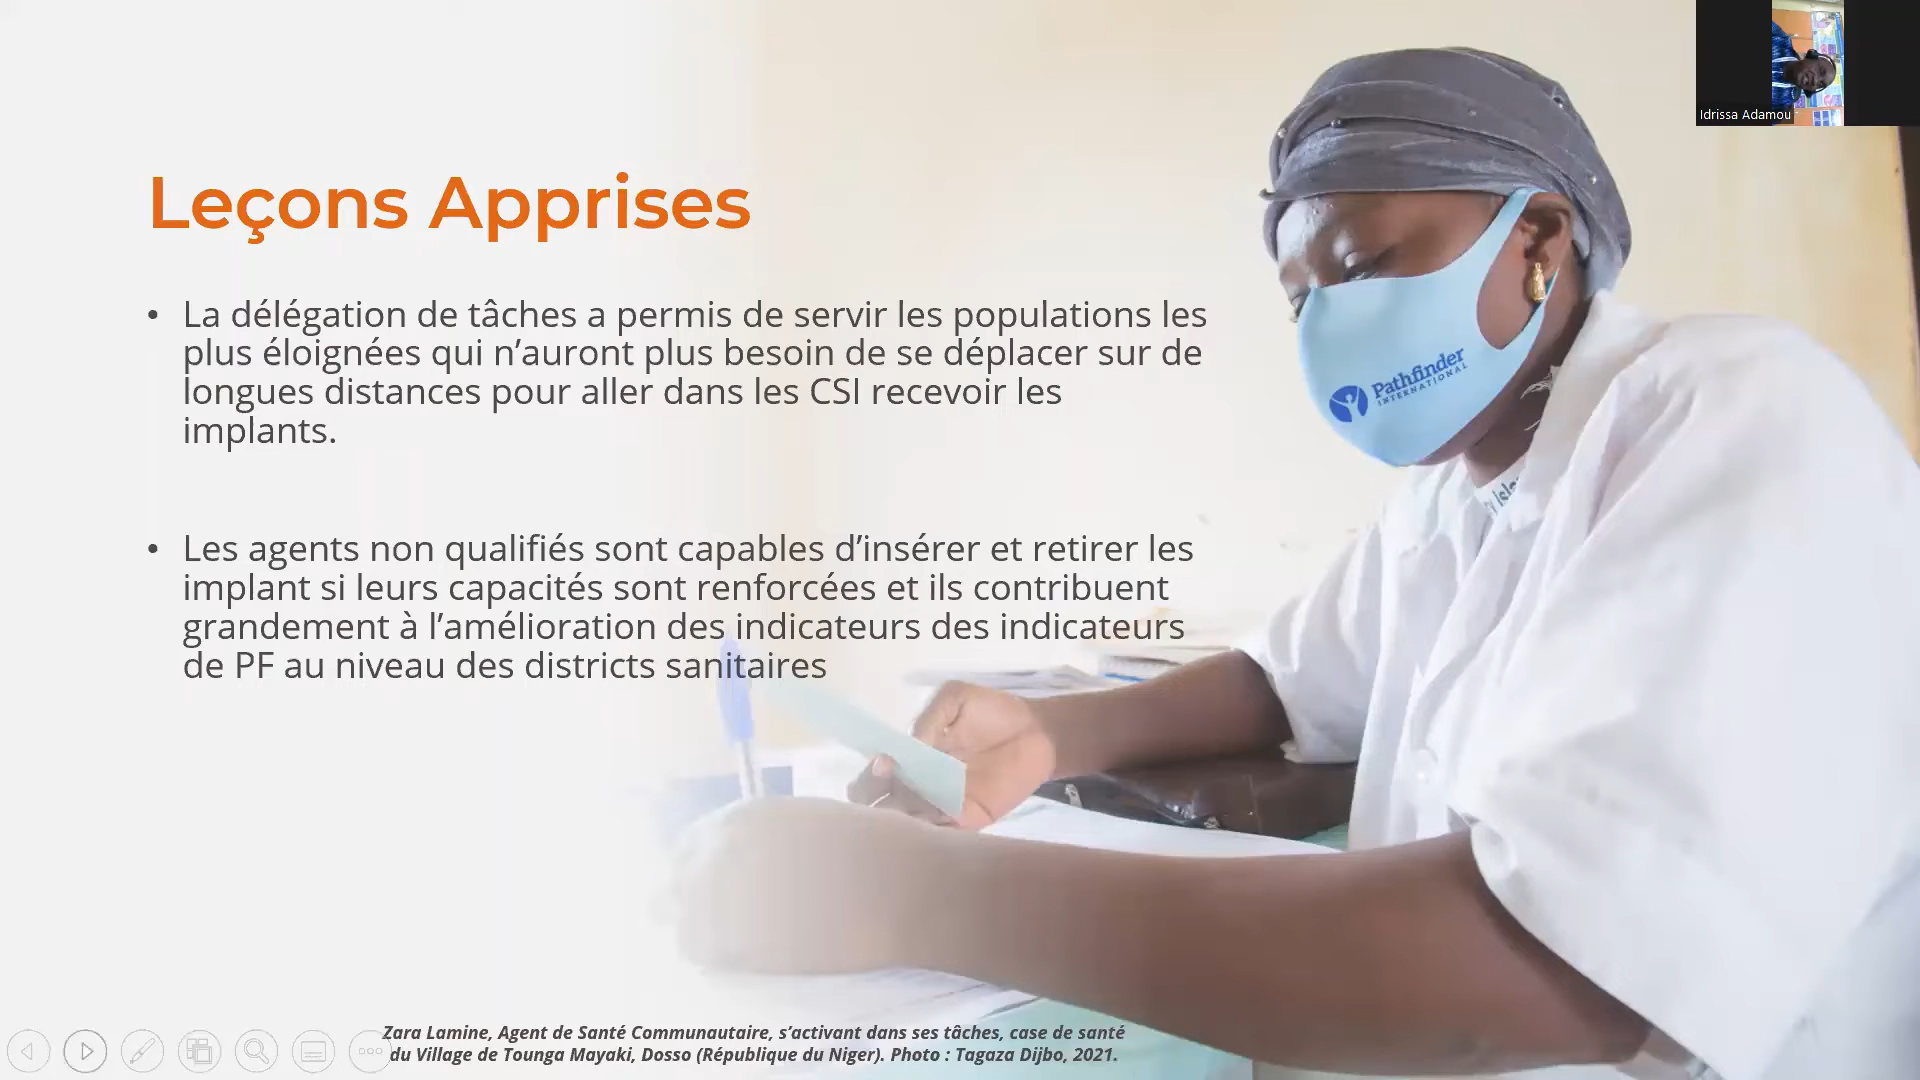 Idrissa Adamou
Leçons Apprises
• La délégation de tâches a permis de servir les populations les
plus éloignées qui n’auront plus besoin de se déplacer sur de
longues distances pour aller dans les CSI recevoir les
implants.
• Les agents non qualifiés sont capables d’insérer et retirer les
implant si leurs capacités sont renforcées et ils contribuent
grandement à l’amélioration des indicateurs des indicateurs
de PF au niveau des districts sanitaires
Pathfinder
INTERNATIONAL
Zara Lamine, Agent de Santé Communautaire, s’activant dans ses tâches, case de santé
du Village de Tounga Mayaki, Dosso (République du Niger). Photo : Tagaza Dijbo, 2021.